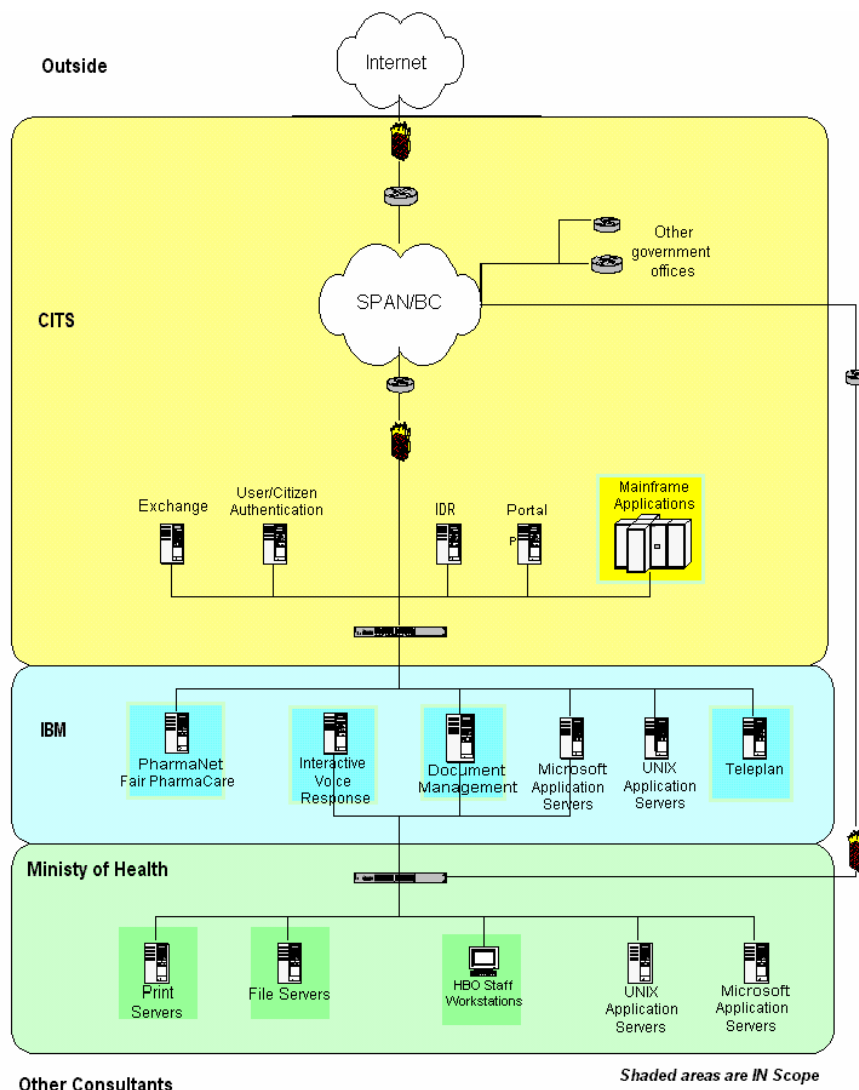 Outside
Internet
Other
government
offices
SPAN/BC
CITS
Exchange
User/Citizen
Authentication
IDR
Portal
P
Mainframe
Applications
IBM
PharmaNet
Fair PharmaCare
Interactive
Voice
Response
Document
Management
Microsoft
Application
Servers
UNIX
Application
Servers
Teleplan
Ministy of Health
Print
Servers
File Servers
HBO Staff
Workstations
UNIX
Application
Servers
Microsoft
Application
Servers
Shaded areas are IN Scope
Other Consultants